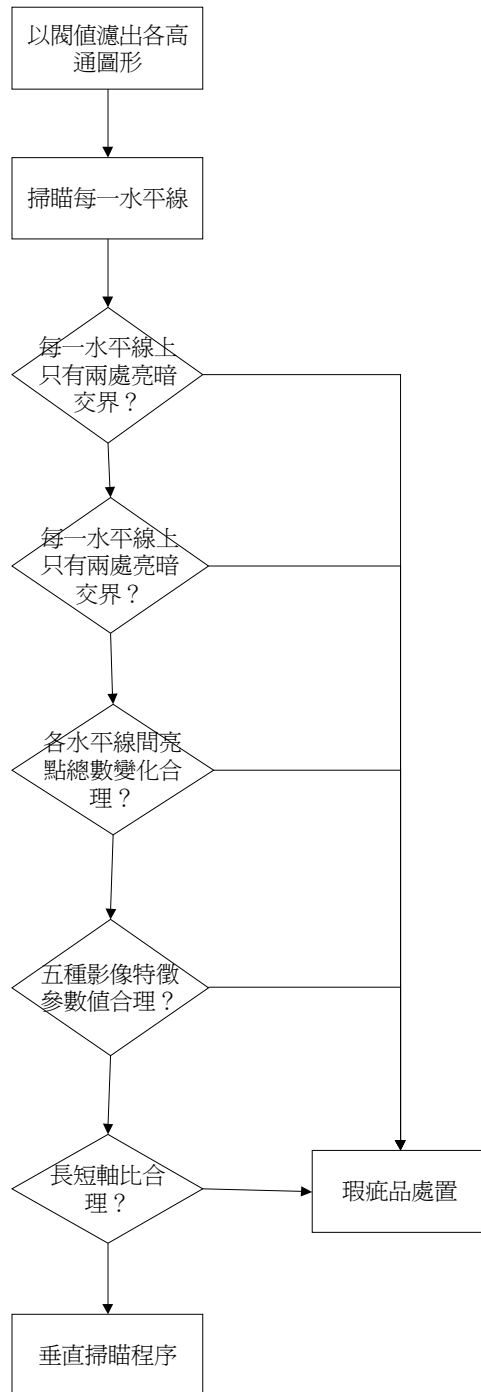 以閥值濾出各高
通圖形
掃瞄每一水平線
每一水平線上
只有兩處亮暗
交界？
每一水平線上
只有兩處亮暗
交界？
各水平線間亮
點總數變化合
理？
五種影像特徵
參數值合理？
長短軸比合
理？
瑕疵品處置
垂直掃瞄程序